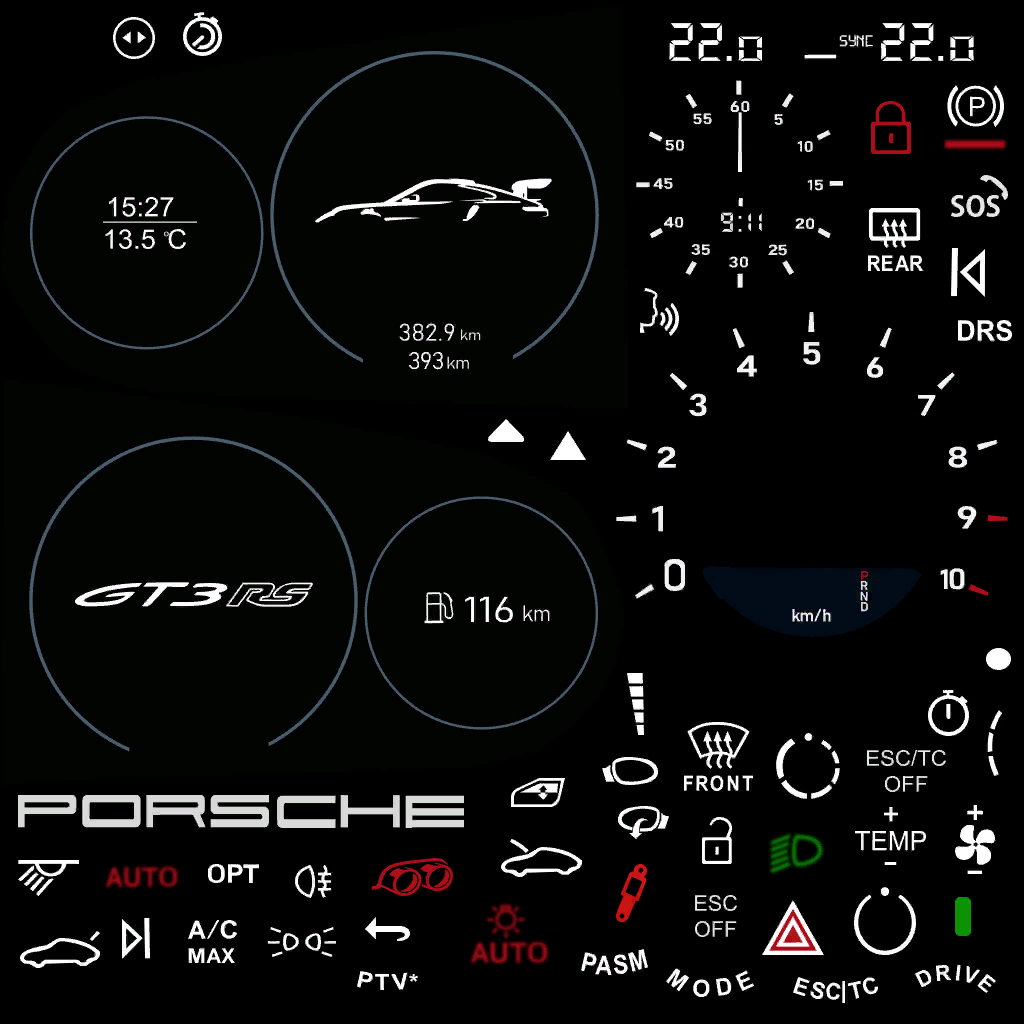 22.0 SYNC 22.0
60
55 5
50 10
45 15
40 20
9:11
35 25
30
P
SOS
REAR
DRS
15:27
13.5 °C
382.9 km
393 km
4 5 6
3 7
2 8
1 9
0 10
P
R
N
D
km/h
GT3 RS
116 km
PORSCHE
FRONT
ESC/TC
OFF
+
TEMP
-
+
-
AUTO OPT
A/C
MAX
PTV*
AUTO
PASM
ESC
OFF
MODE
ESC|TC
DRIVE